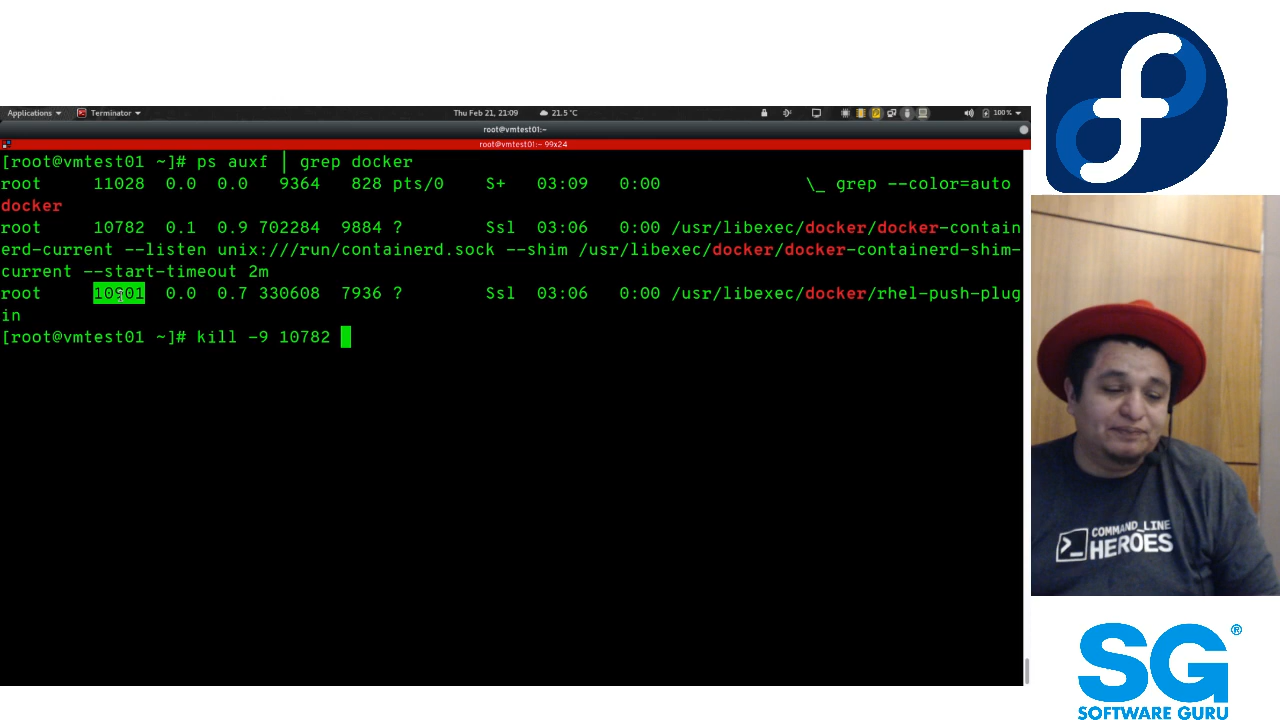 Applications
Terminator
Thu Feb 21, 21:09
21.5 °C
100%
root@vmtest01:~
root@vmtest01:~ 99x24
[root@vmtest01 ~]# ps auxf | grep docker
root 11028 0.0 0.0 9364 828 pts/0 S+ 03:09 0:00 \_ grep --color=auto
docker
root 10782 0.1 0.9 702284 9884 ? Ssl 03:06 0:00 /usr/libexec/docker/docker-contain
erd-current --listen unix:///run/containerd.sock --shim /usr/libexec/docker/docker-containerd-shim-
current --start-timeout 2m
root 10901 0.0 0.7 330608 7936 ? Ssl 03:06 0:00 /usr/libexec/docker/rhel-push-plug
in
[root@vmtest01 ~]# kill -9 10782
COMMAND_LINE
HEROES
SG®
SOFTWARE GURU